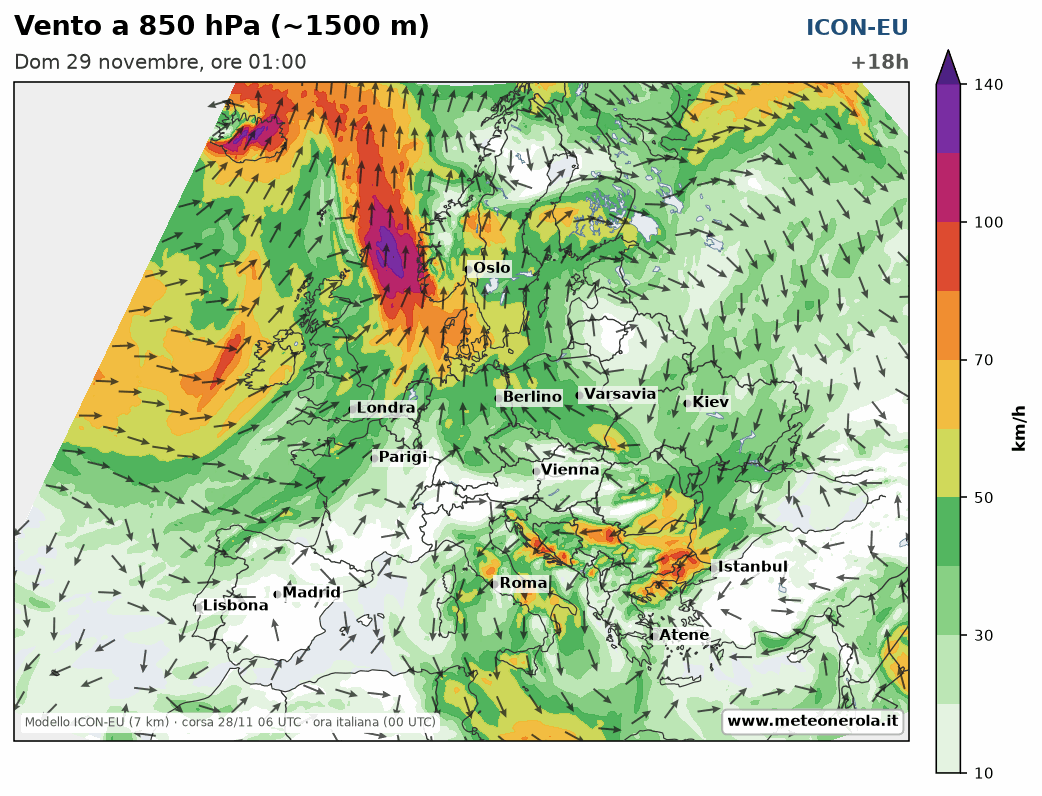 Vento a 850 hPa (~1500 m)
ICON-EU
Dom 29 novembre, ore 01:00
+18h
140
100
70
50
30
10
km/h
Oslo
Berlino
Varsavia
Kiev
Londra
Parigi
Vienna
Istanbul
Roma
Madrid
Lisbona
Atene
Modello ICON-EU (7 km) · corsa 28/11 06 UTC · ora italiana (00 UTC)
www.meteonerola.it